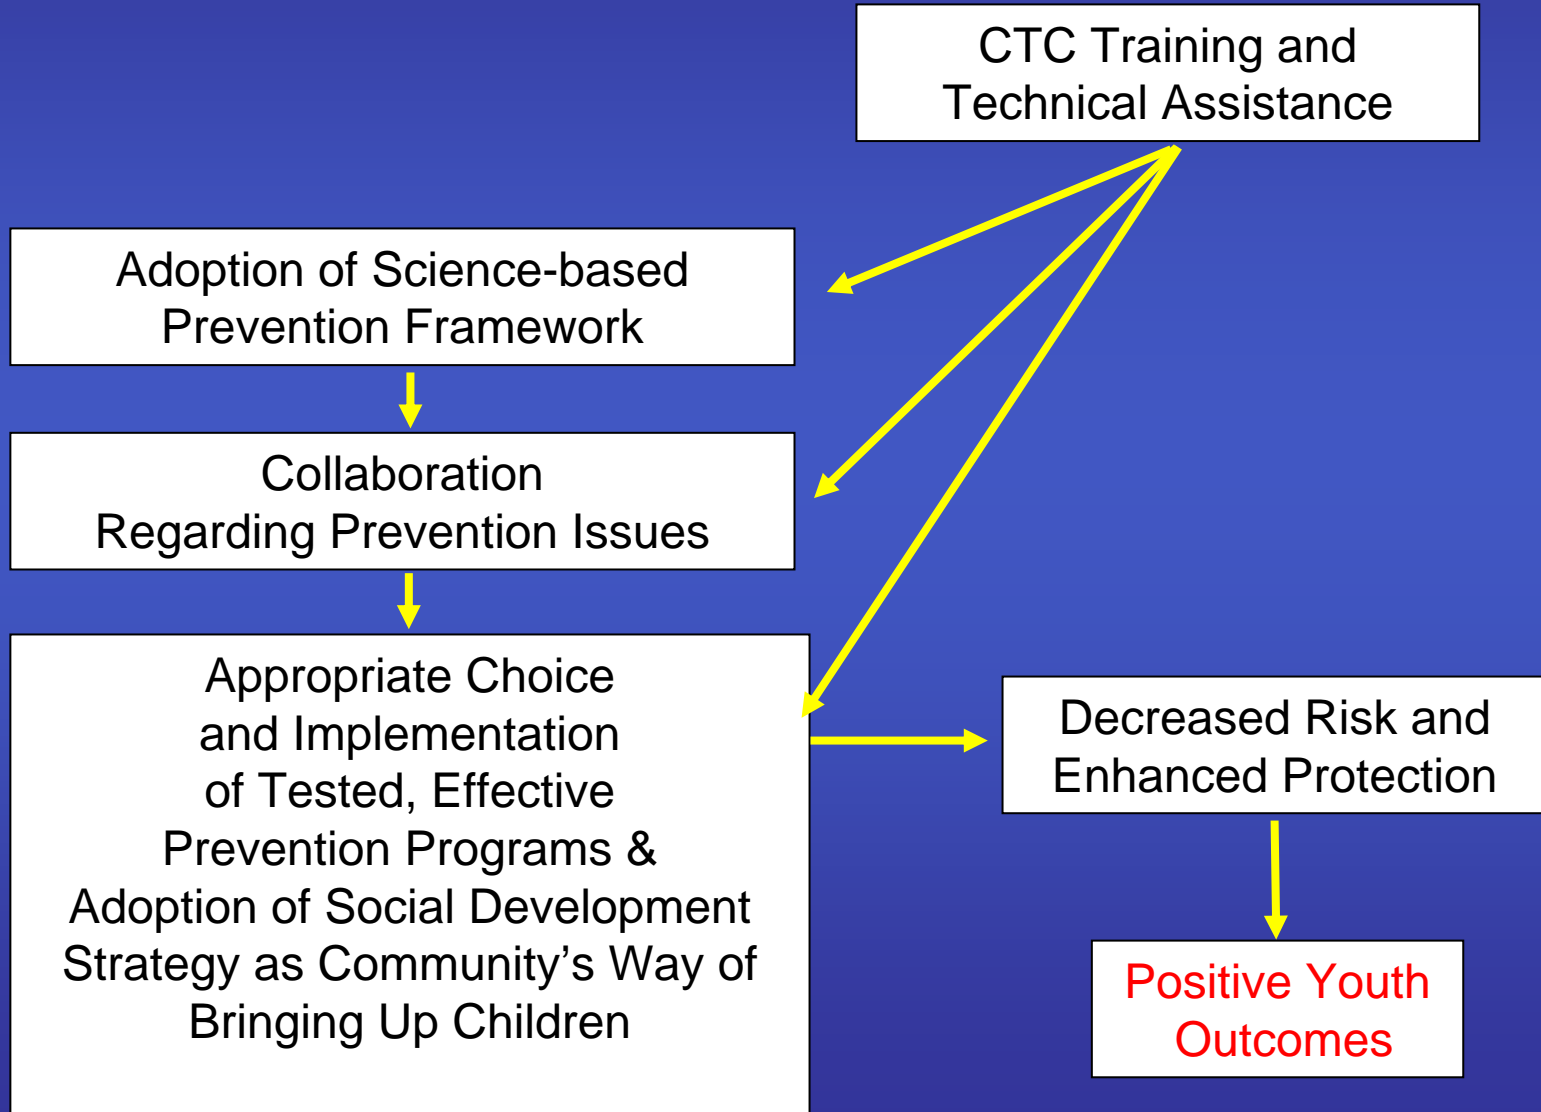 CTC Training and
Technical Assistance
Adoption of Science-based
Prevention Framework
Collaboration
Regarding Prevention Issues
Appropriate Choice
and Implementation
of Tested, Effective
Prevention Programs &
Adoption of Social Development
Strategy as Community’s Way of
Bringing Up Children
Decreased Risk and
Enhanced Protection
Positive Youth
Outcomes